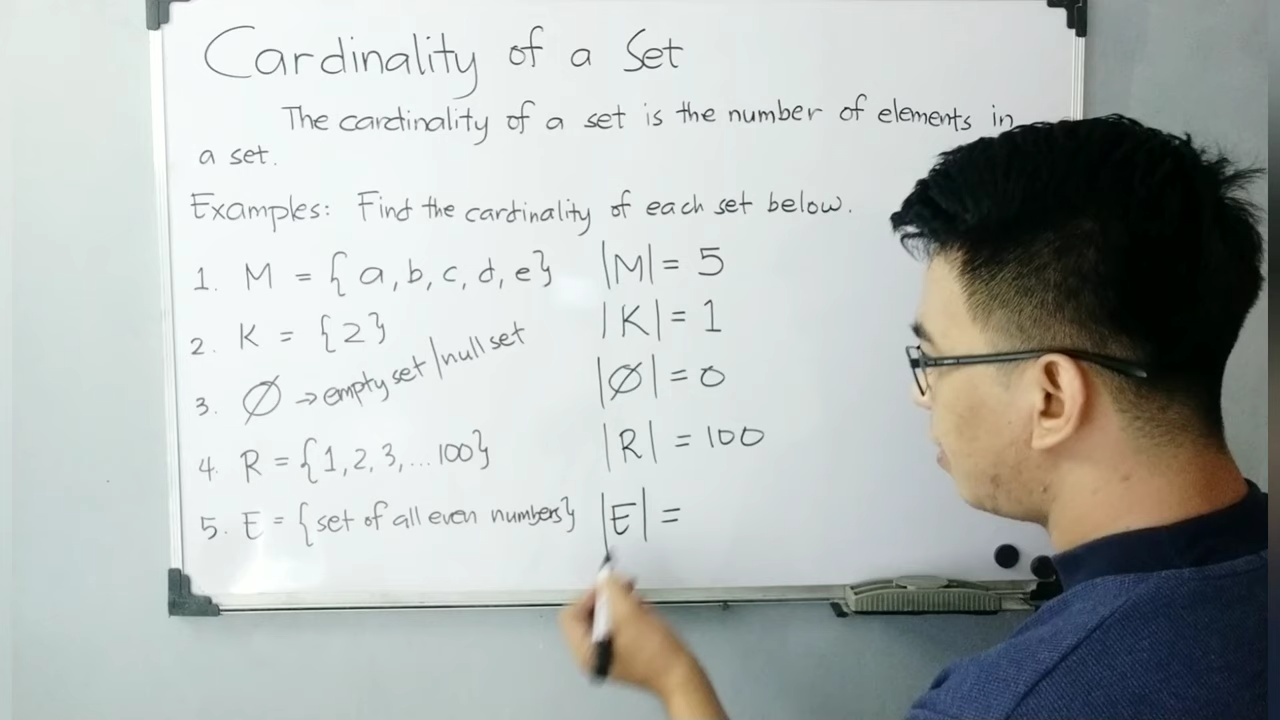 Cardinality of a Set
The cardinality of a set is the number of elements in
a set.
Examples: Find the cardinality of each set below.
1. M = {a, b, c, d, e} |M| = 5
2. K = {2} |K| = 1
3. ∅ → empty set/null set |∅| = 0
4. R = {1, 2, 3, ... 100} |R| = 100
5. E = {set of all even numbers} |E| =